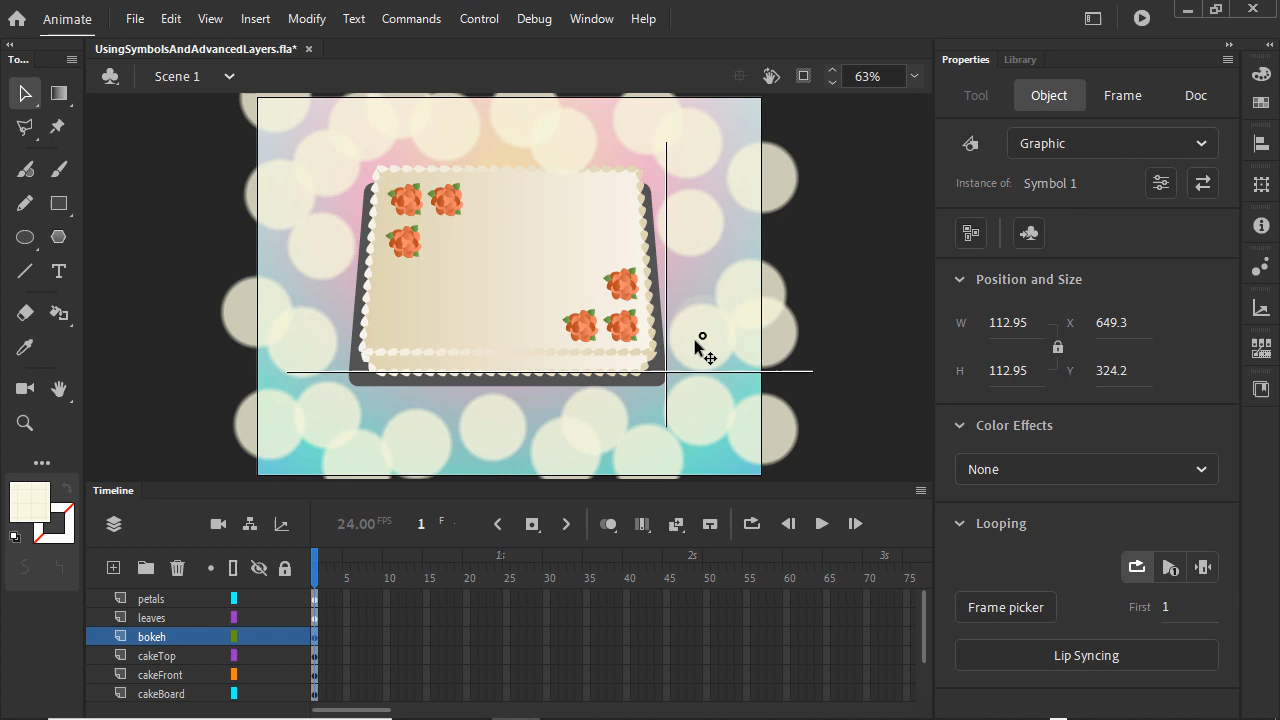 Animate File Edit View Insert Modify Text Commands Control Debug Window Help
UsingSymbolsAndAdvancedLayers.fla* ×
To...
Properties Library
Scene 1 63%
Tool Object Frame Doc
Graphic
Instance of: Symbol 1
Position and Size
W 112.95 X 649.3
H 112.95 Y 324.2
Color Effects
None
Looping
Frame picker First 1
Lip Syncing
Timeline
24.00 FPS 1 F
1s 2s 3s
5 10 15 20 25 30 35 40 45 50 55 60 65 70 75
petals
leaves
bokeh
cakeTop
cakeFront
cakeBoard